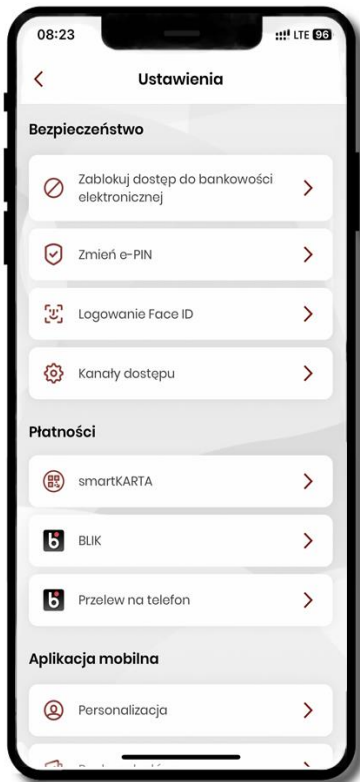 08:23
LTE 96
Ustawienia
Bezpieczeństwo
Zablokuj dostęp do bankowości
elektronicznej
Zmień e-PIN
Logowanie Face ID
Kanały dostępu
Płatności
smartKARTA
BLIK
Przelew na telefon
Aplikacja mobilna
Personalizacja